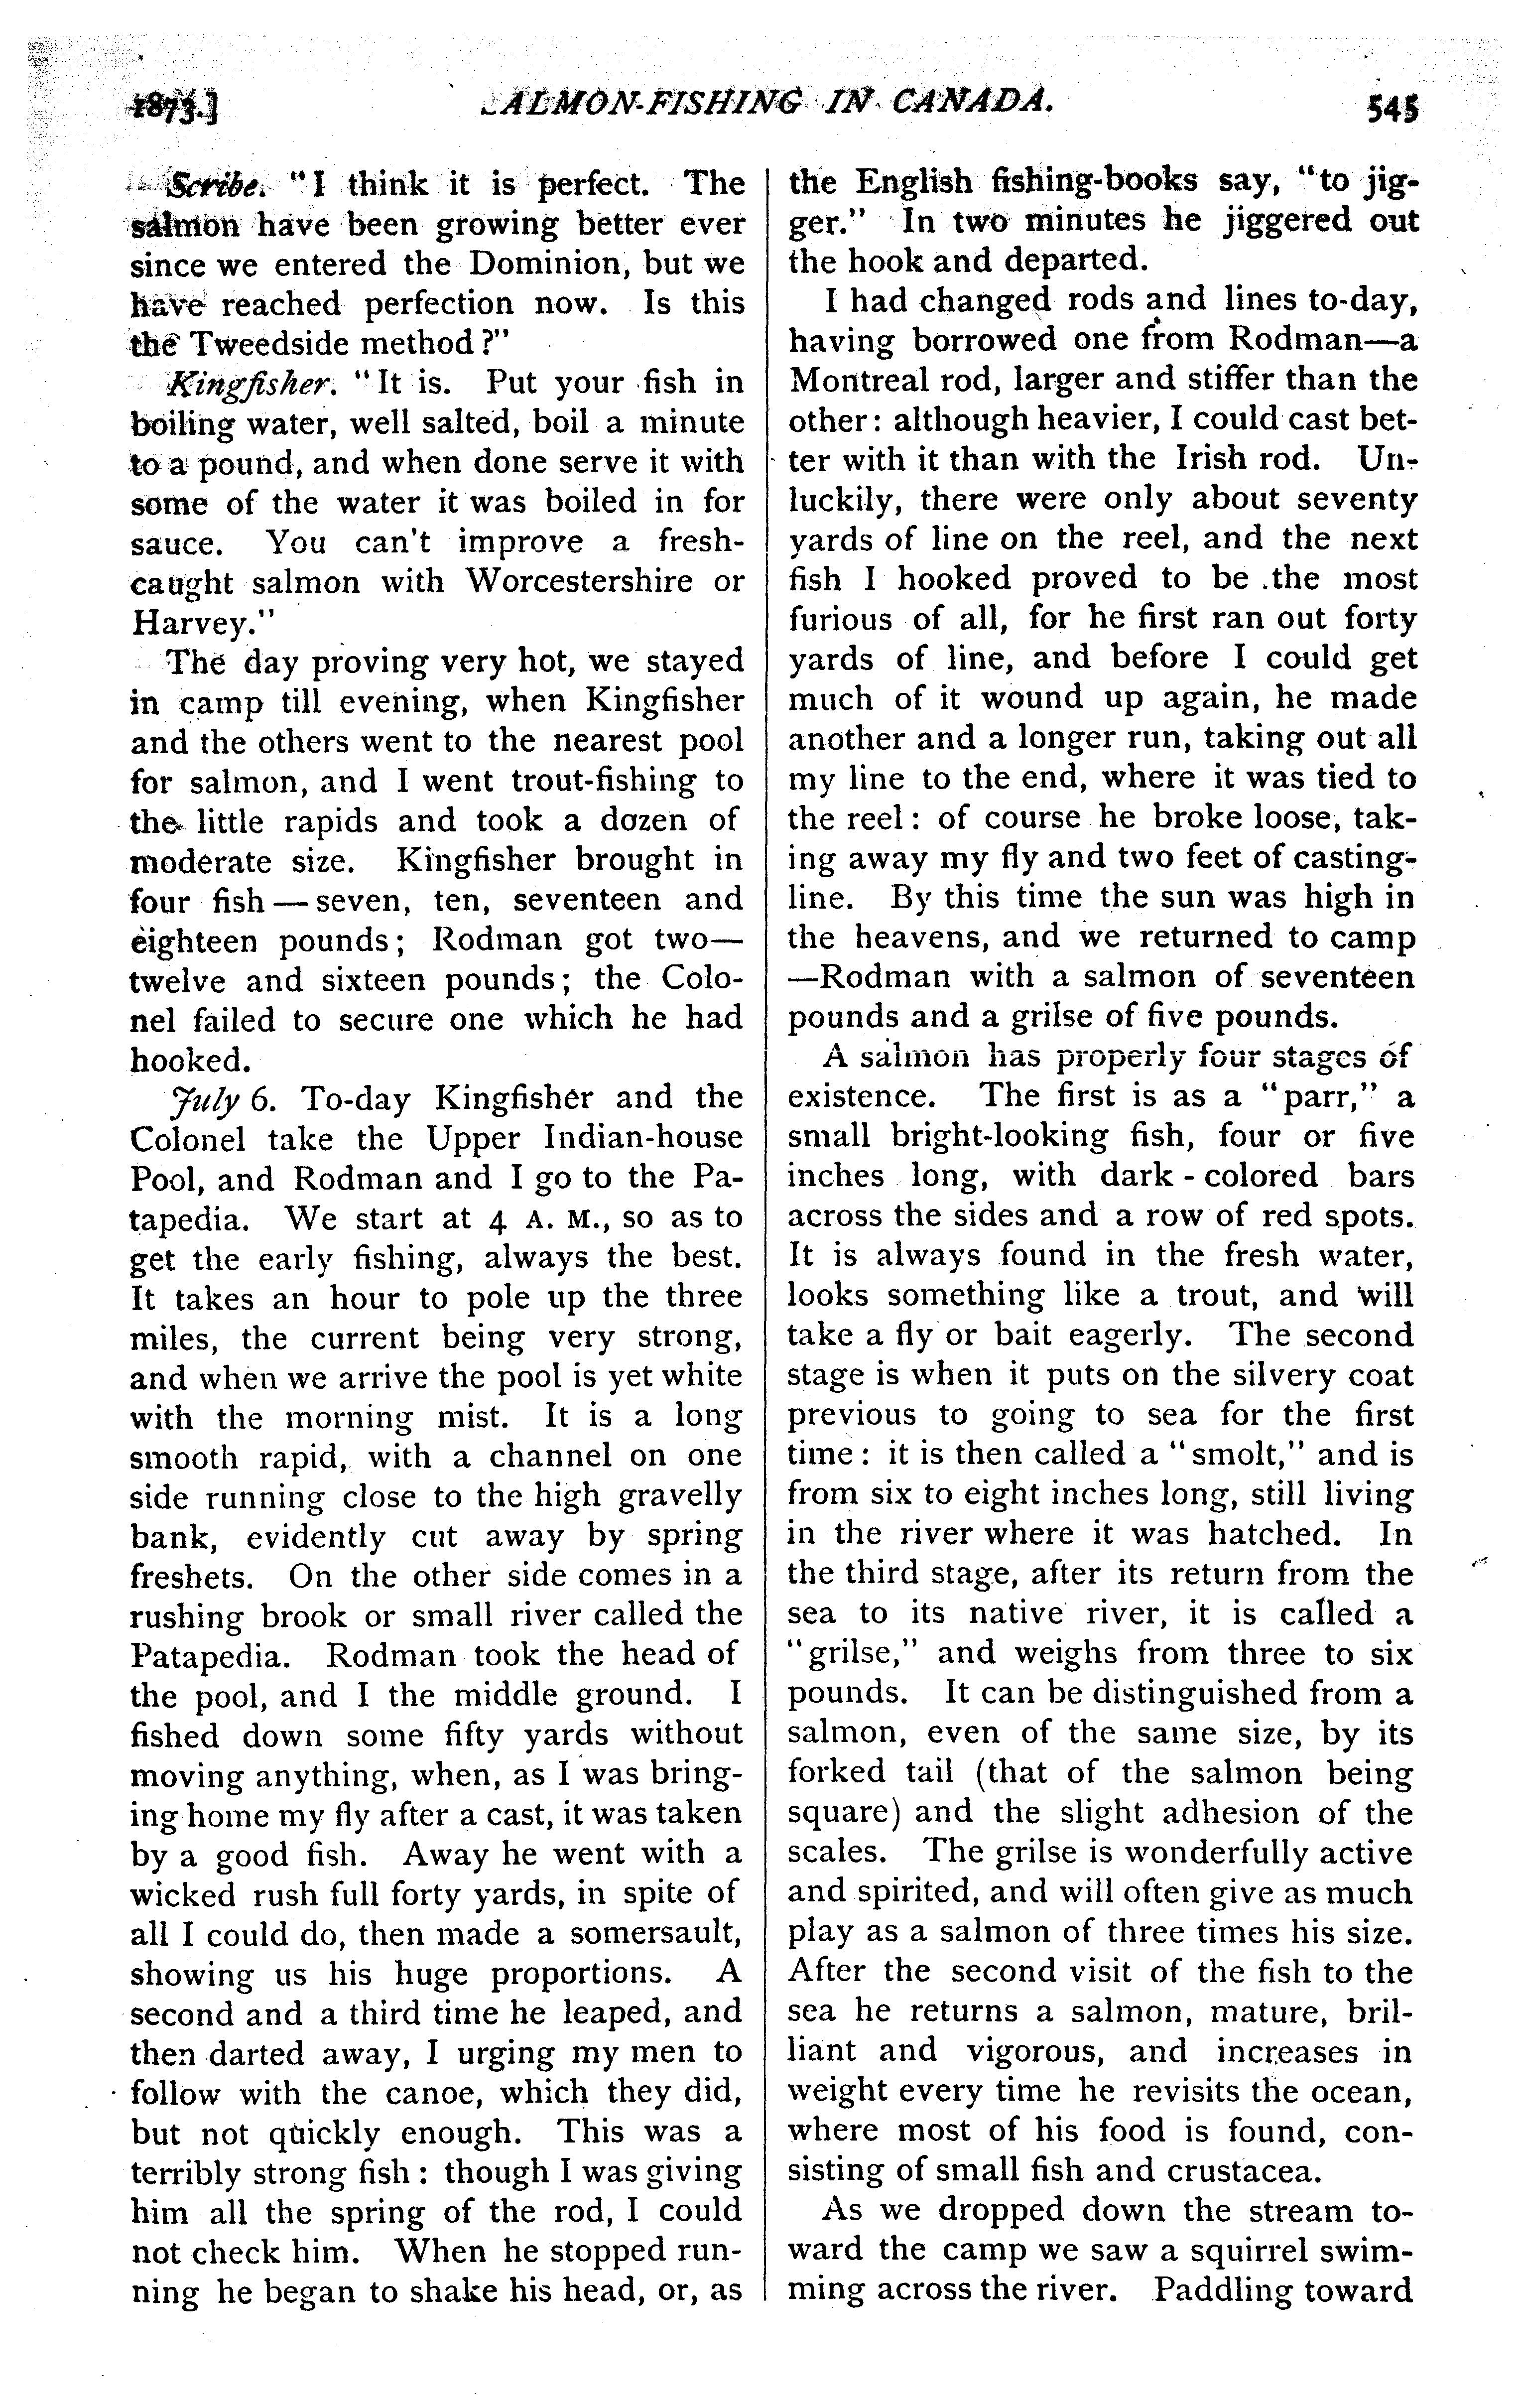 1873.] SALMON-FISHING IN CANADA. 545
Scribe. "I think it is perfect. The
salmon have been growing better ever
since we entered the Dominion, but we
have reached perfection now. Is this
the Tweedside method?"
Kingfisher. "It is. Put your fish in
boiling water, well salted, boil a minute
to a pound, and when done serve it with
some of the water it was boiled in for
sauce. You can't improve a fresh-
caught salmon with Worcestershire or
Harvey."
The day proving very hot, we stayed
in camp till evening, when Kingfisher
and the others went to the nearest pool
for salmon, and I went trout-fishing to
the little rapids and took a dozen of
moderate size. Kingfisher brought in
four fish—seven, ten, seventeen and
eighteen pounds; Rodman got two—
twelve and sixteen pounds; the Colo-
nel failed to secure one which he had
hooked.
July 6. To-day Kingfisher and the
Colonel take the Upper Indian-house
Pool, and Rodman and I go to the Pa-
tapedia. We start at 4 A. M., so as to
get the early fishing, always the best.
It takes an hour to pole up the three
miles, the current being very strong,
and when we arrive the pool is yet white
with the morning mist. It is a long
smooth rapid, with a channel on one
side running close to the high gravelly
bank, evidently cut away by spring
freshets. On the other side comes in a
rushing brook or small river called the
Patapedia. Rodman took the head of
the pool, and I the middle ground. I
fished down some fifty yards without
moving anything, when, as I was bring-
ing home my fly after a cast, it was taken
by a good fish. Away he went with a
wicked rush full forty yards, in spite of
all I could do, then made a somersault,
showing us his huge proportions. A
second and a third time he leaped, and
then darted away, I urging my men to
follow with the canoe, which they did,
but not quickly enough. This was a
terribly strong fish: though I was giving
him all the spring of the rod, I could
not check him. When he stopped run-
ning he began to shake his head, or, as
the English fishing-books say, "to jig-
ger." In two minutes he jiggered out
the hook and departed.
I had changed rods and lines to-day,
having borrowed one from Rodman—a
Montreal rod, larger and stiffer than the
other: although heavier, I could cast bet-
ter with it than with the Irish rod. Un-
luckily, there were only about seventy
yards of line on the reel, and the next
fish I hooked proved to be the most
furious of all, for he first ran out forty
yards of line, and before I could get
much of it wound up again, he made
another and a longer run, taking out all
my line to the end, where it was tied to
the reel: of course he broke loose, tak-
ing away my fly and two feet of casting-
line. By this time the sun was high in
the heavens, and we returned to camp
—Rodman with a salmon of seventeen
pounds and a grilse of five pounds.
A salmon has properly four stages of
existence. The first is as a "parr," a
small bright-looking fish, four or five
inches long, with dark-colored bars
across the sides and a row of red spots.
It is always found in the fresh water,
looks something like a trout, and will
take a fly or bait eagerly. The second
stage is when it puts on the silvery coat
previous to going to sea for the first
time: it is then called a "smolt," and is
from six to eight inches long, still living
in the river where it was hatched. In
the third stage, after its return from the
sea to its native river, it is called a
"grilse," and weighs from three to six
pounds. It can be distinguished from a
salmon, even of the same size, by its
forked tail (that of the salmon being
square) and the slight adhesion of the
scales. The grilse is wonderfully active
and spirited, and will often give as much
play as a salmon of three times his size.
After the second visit of the fish to the
sea he returns a salmon, mature, bril-
liant and vigorous, and increases in
weight every time he revisits the ocean,
where most of his food is found, con-
sisting of small fish and crustacea.
As we dropped down the stream to-
ward the camp we saw a squirrel swim-
ming across the river. Paddling toward